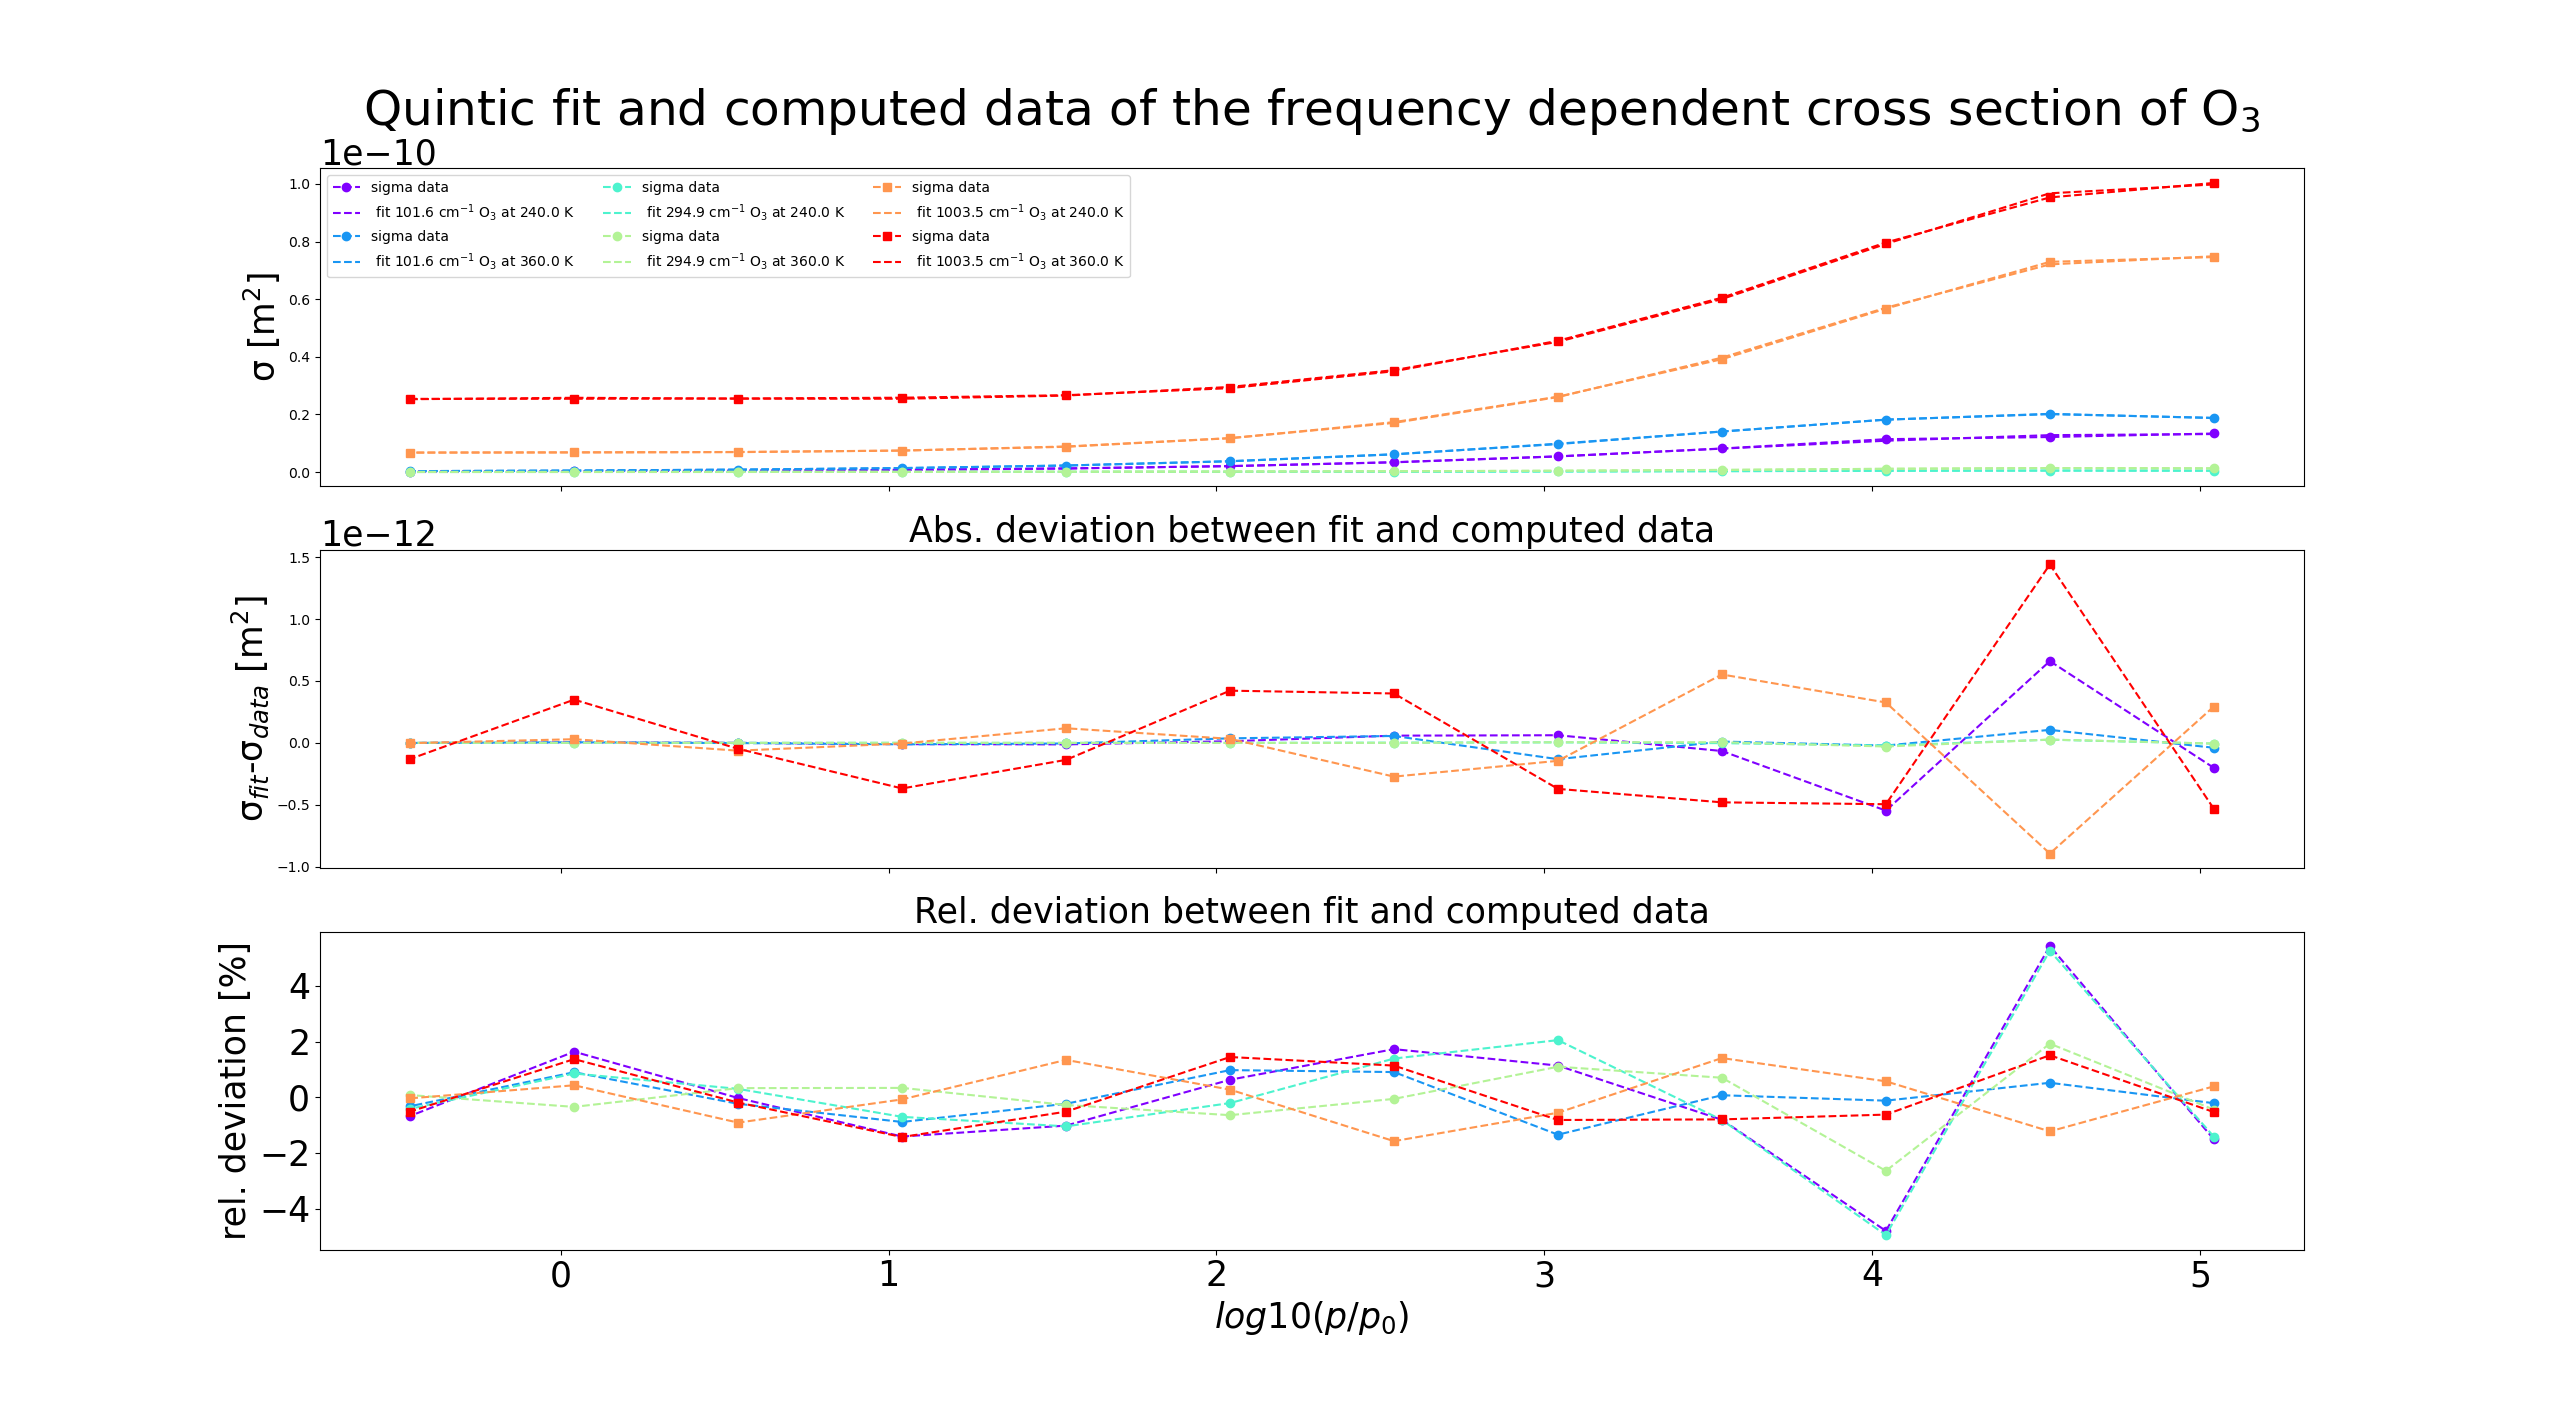 Quintic fit and computed data of the frequency dependent cross section of O₃
1e−10
1.0
0.8
0.6
0.4
0.2
0.0
σ [m²]
sigma data
fit 101.6 cm⁻¹ O₃ at 240.0 K
sigma data
fit 101.6 cm⁻¹ O₃ at 360.0 K
sigma data
fit 294.9 cm⁻¹ O₃ at 240.0 K
sigma data
fit 294.9 cm⁻¹ O₃ at 360.0 K
sigma data
fit 1003.5 cm⁻¹ O₃ at 240.0 K
sigma data
fit 1003.5 cm⁻¹ O₃ at 360.0 K
Abs. deviation between fit and computed data
1e−12
1.5
1.0
0.5
0.0
−0.5
−1.0
σfit-σdata [m²]
Rel. deviation between fit and computed data
4
2
0
−2
−4
rel. deviation [%]
0 1 2 3 4 5
log10(p/p₀)